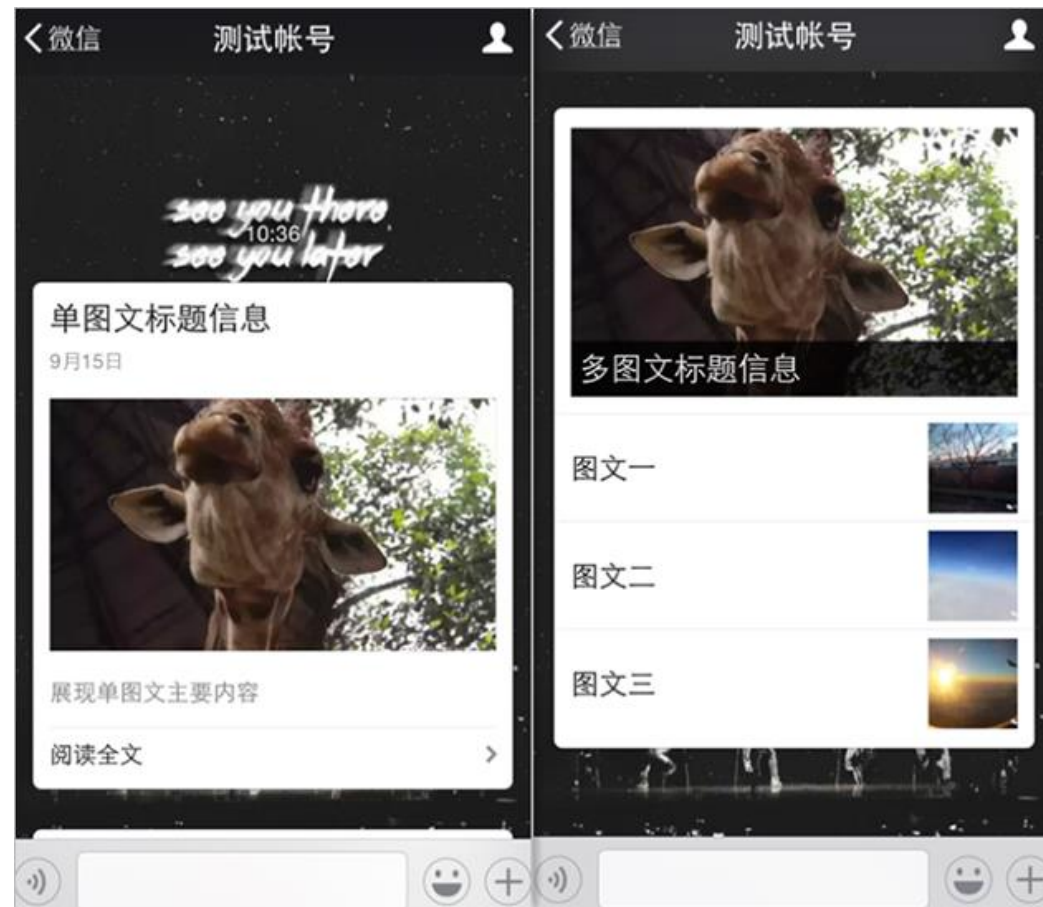 微信 测试帐号
see you there
10:36
see you later
单图文标题信息
9月15日
展现单图文主要内容
阅读全文
微信 测试帐号
多图文标题信息
图文一
图文二
图文三